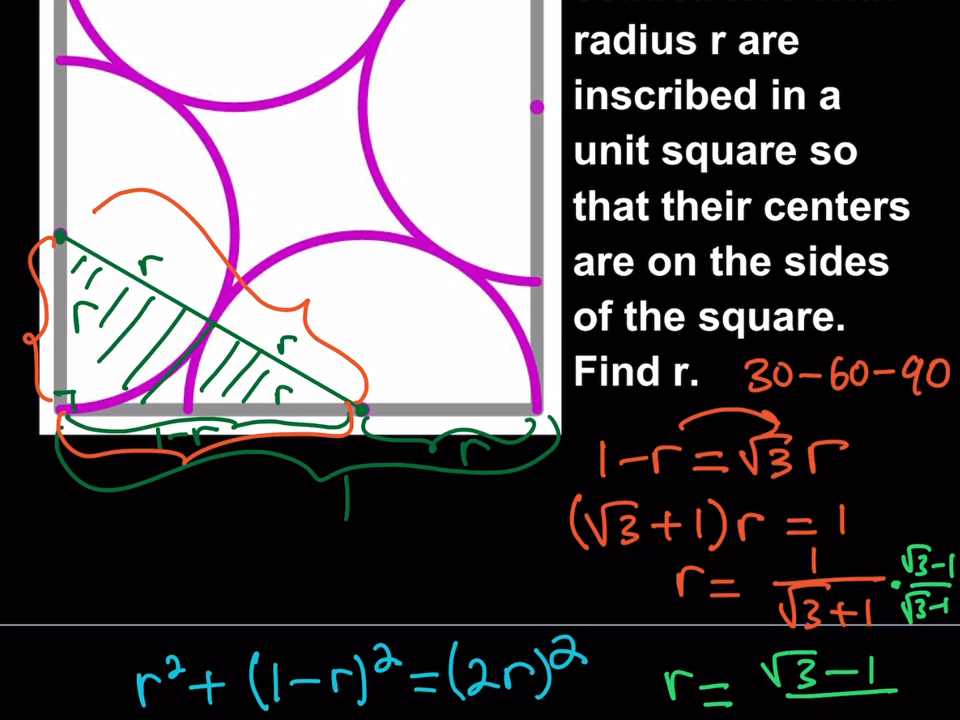 radius r are
inscribed in a
unit square so
that their centers
are on the sides
of the square.
Find r. 30-60-90
r
r
r
r
1-r
r
1
1-r = √3 r
(√3+1)r = 1
r = 1/(√3+1) · (√3-1)/(√3-1)
r² + (1-r)² = (2r)²
r = √3-1